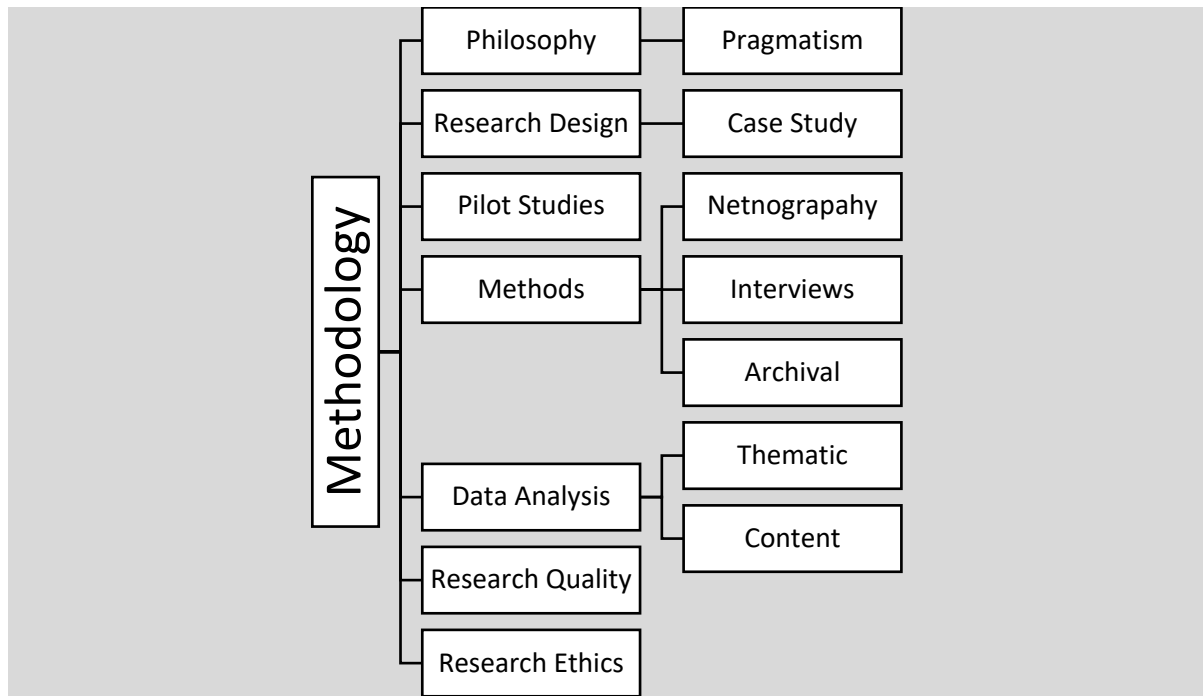 Methodology
Philosophy
Pragmatism
Research Design
Case Study
Pilot Studies
Methods
Netnograpahy
Interviews
Archival
Data Analysis
Thematic
Content
Research Quality
Research Ethics